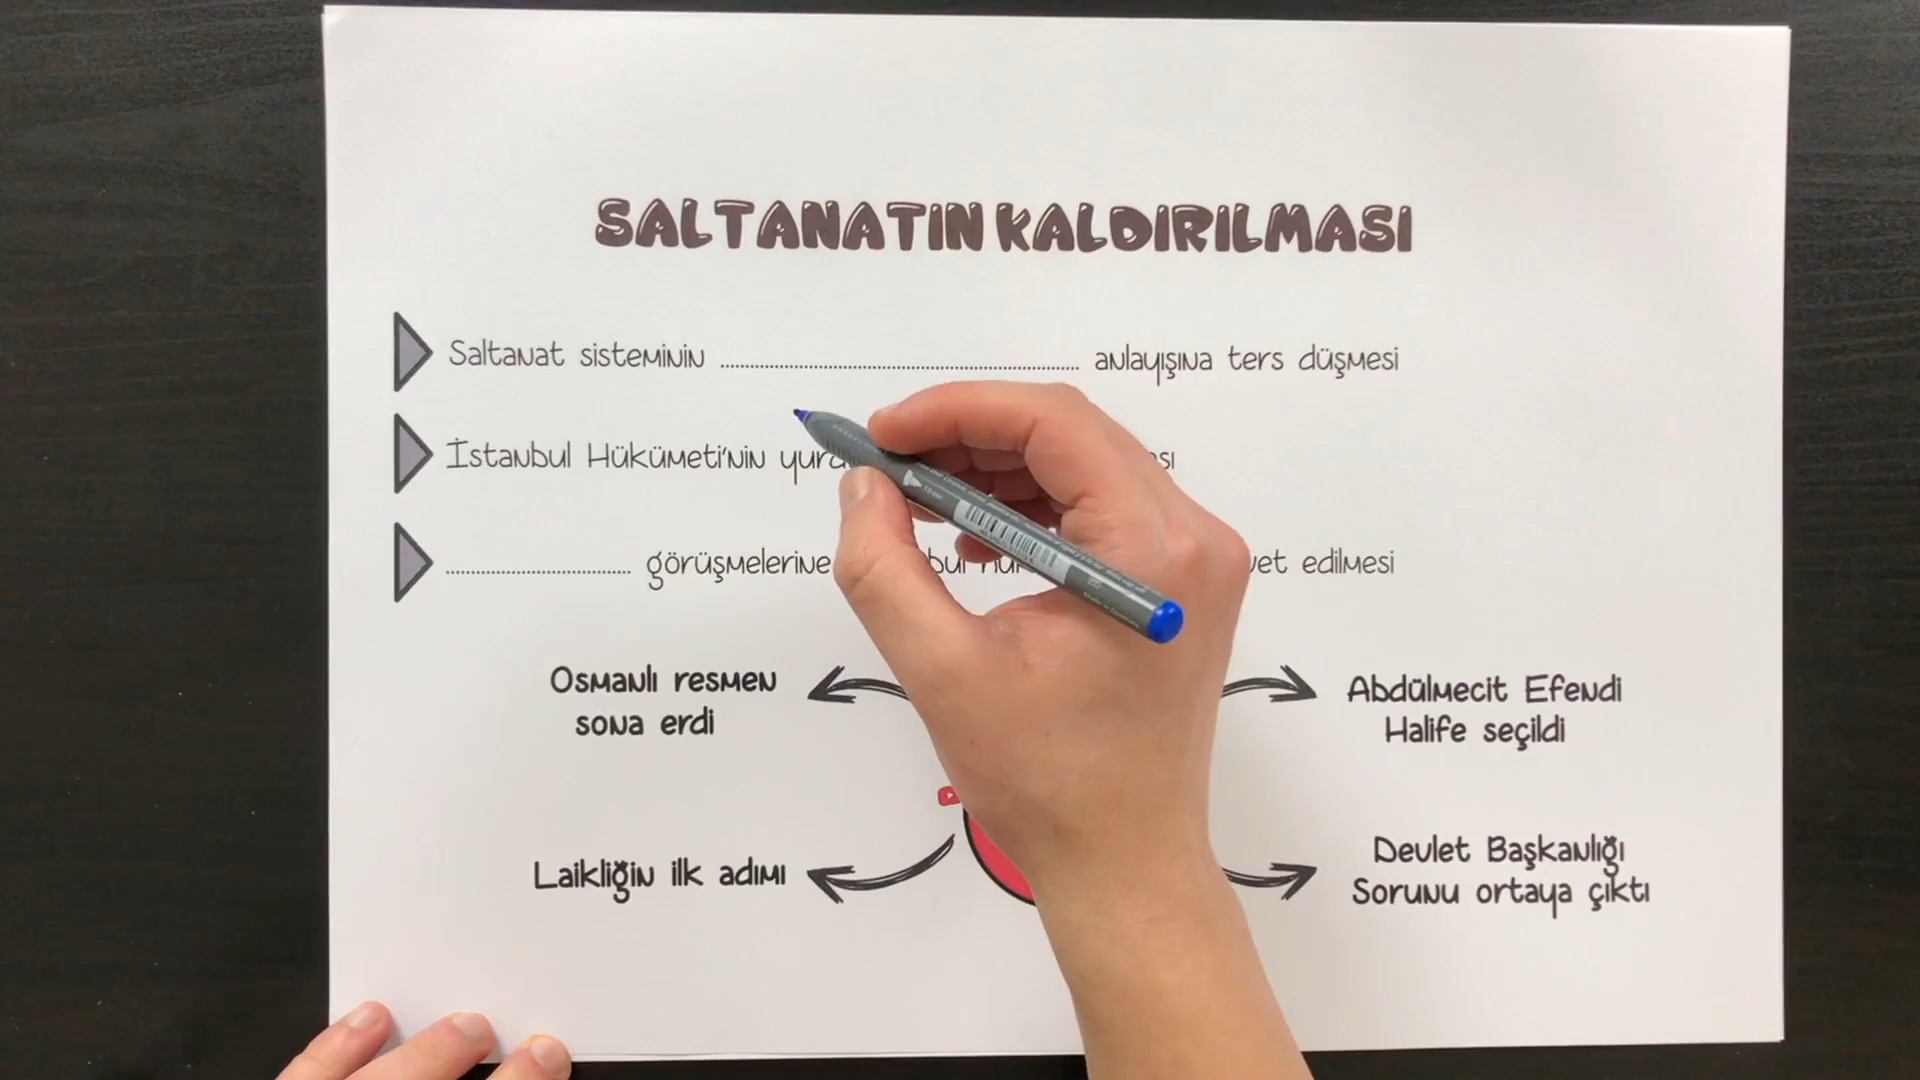 SALTANATIN KALDIRILMASI
Saltanat sisteminin ........................ anlayışına ters düşmesi
İstanbul Hükümeti'nin
........................ görüşmelerine edilmesi
Osmanlı resmen
sona erdi
Abdülmecit Efendi
Halife seçildi
Laikliğin ilk adımı
Devlet Başkanlığı
Sorunu ortaya çıktı